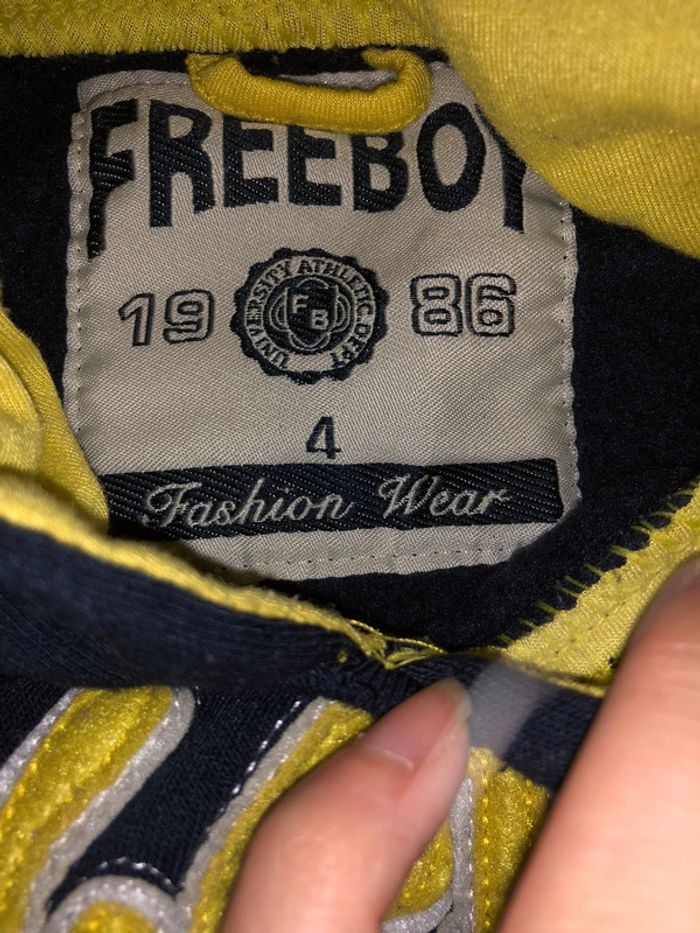 FREEBOY
19 86
UNIVERSITY ATHLETIC DEPT
FB
4
Fashion Wear